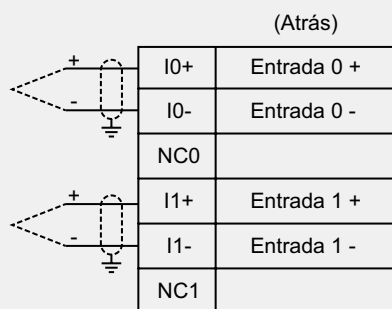 (Atrás)
+ I0+ Entrada 0 +
- I0- Entrada 0 -
NC0
+ I1+ Entrada 1 +
- I1- Entrada 1 -
NC1